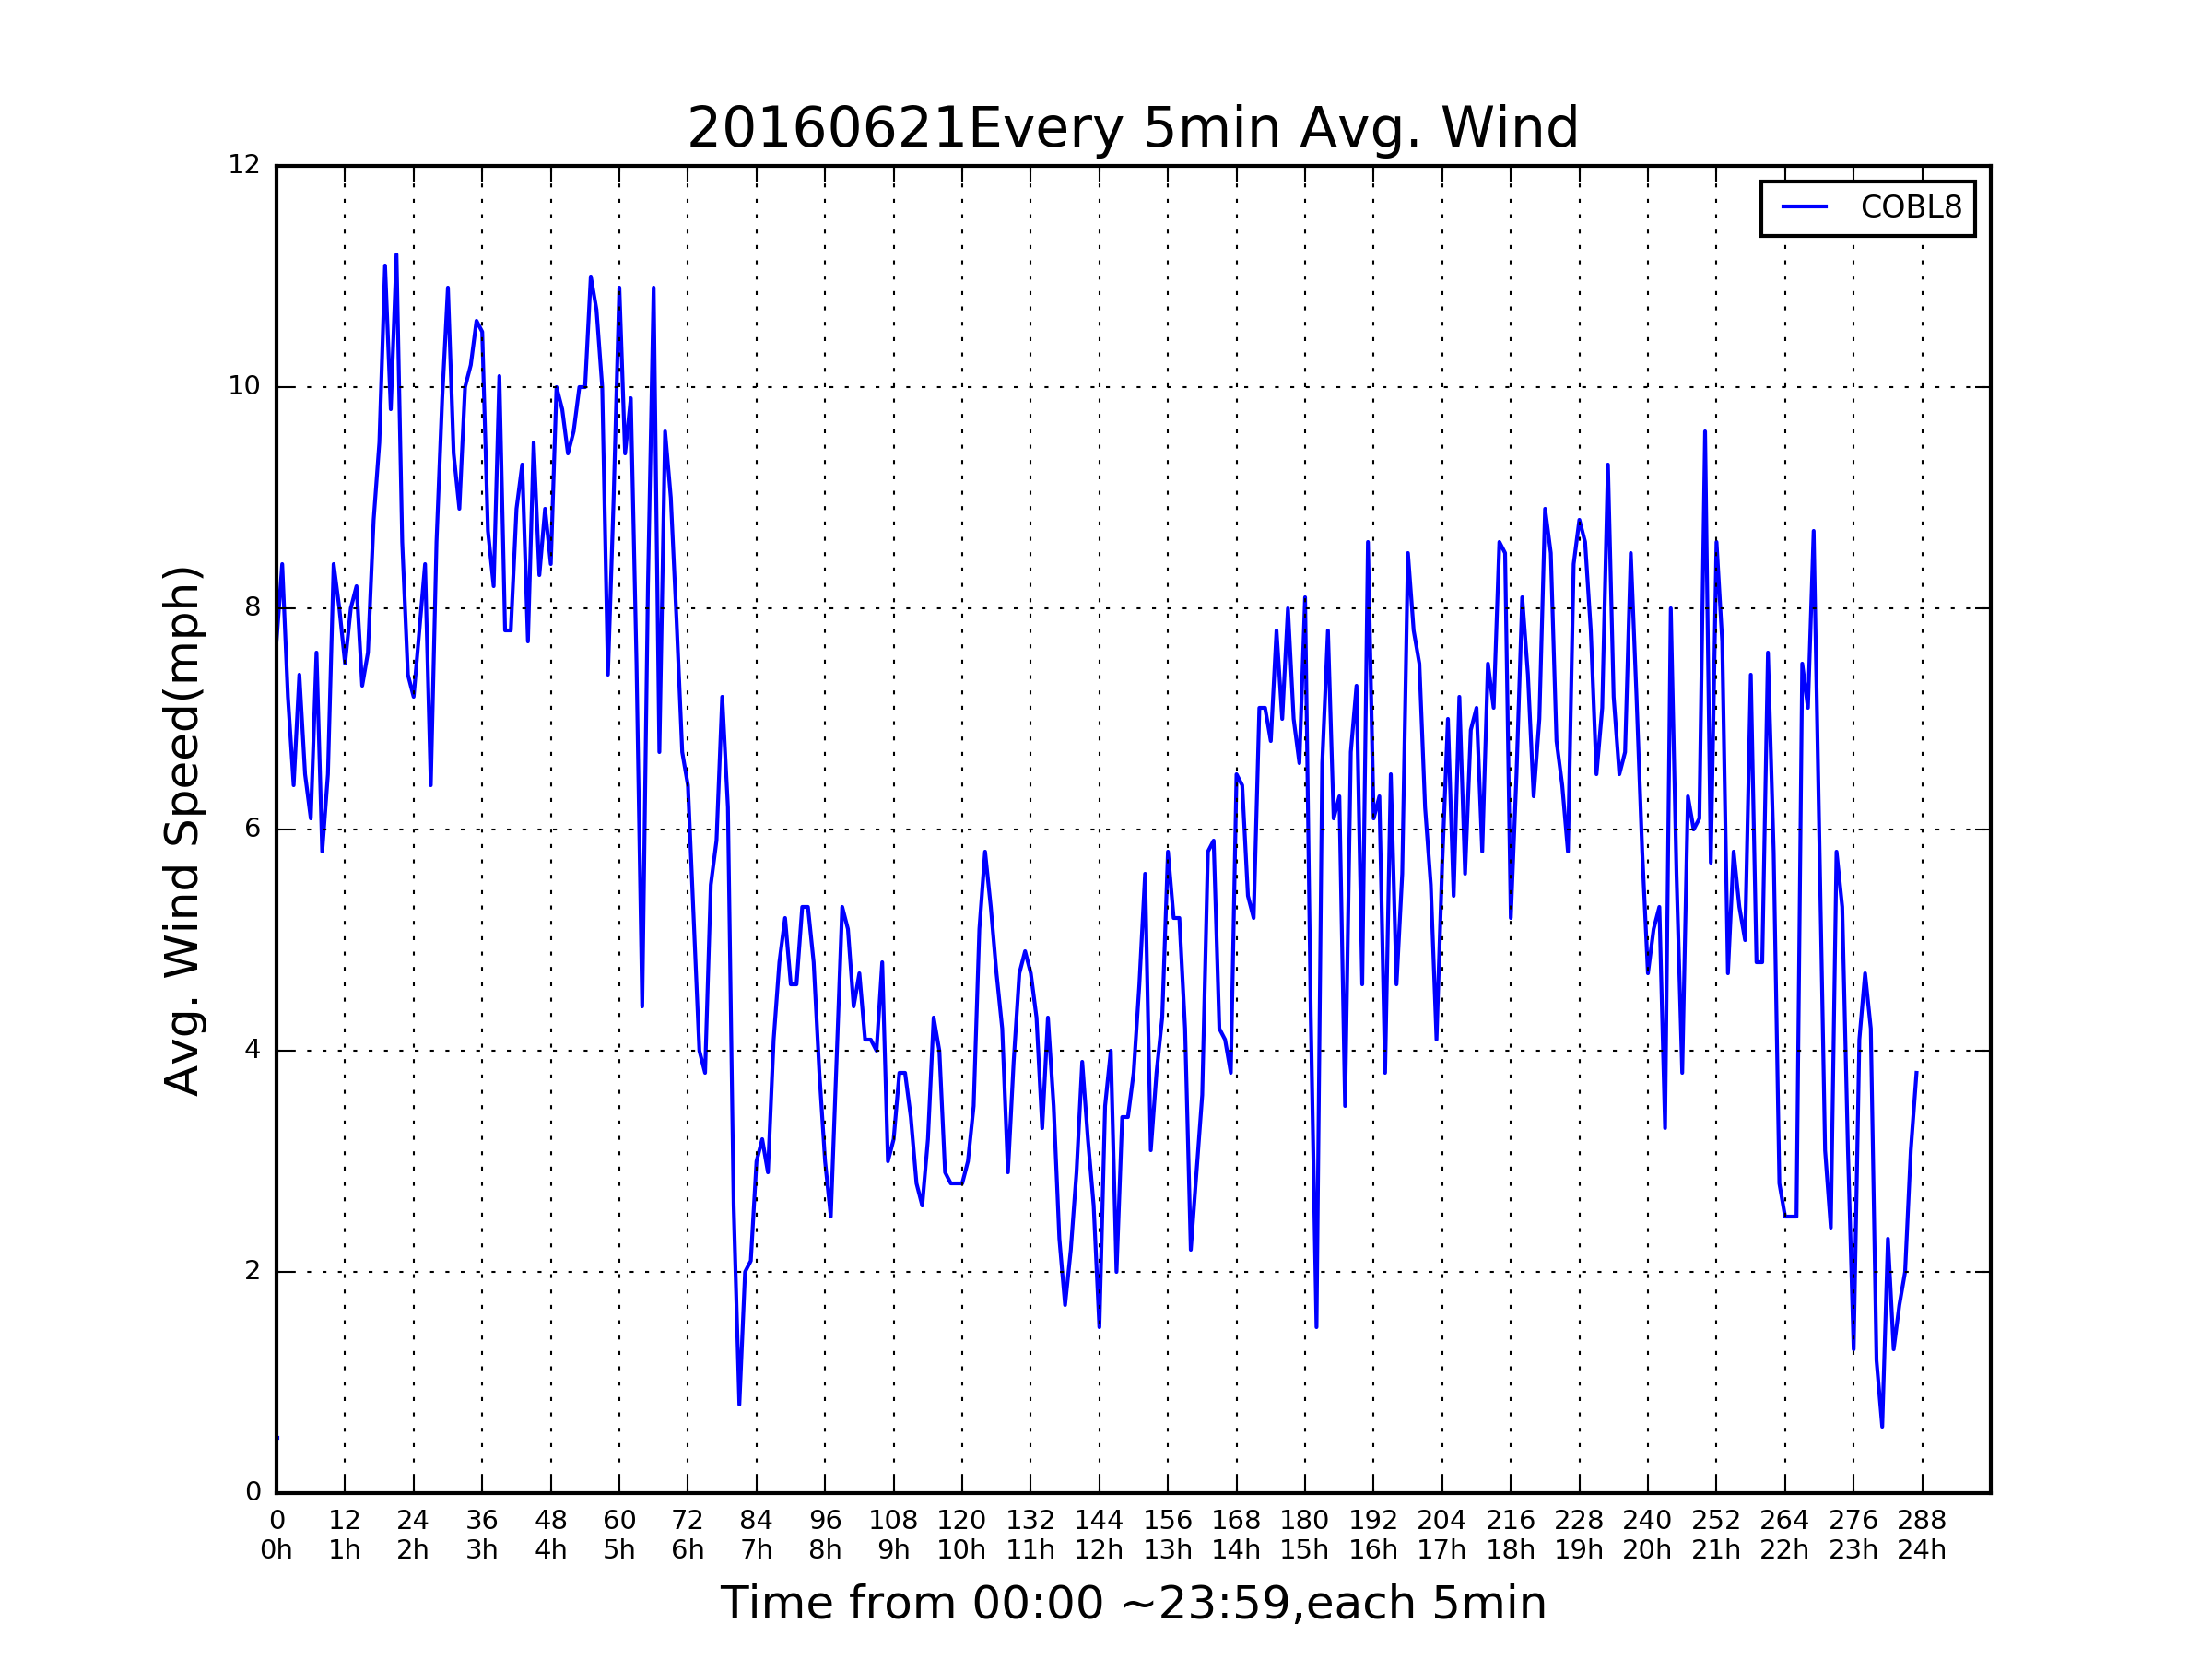 20160621Every 5min Avg. Wind
COBL8
Avg. Wind Speed(mph)
12
10
8
6
4
2
0
0 12 24 36 48 60 72 84 96 108 120 132 144 156 168 180 192 204 216 228 240 252 264 276 288
0h 1h 2h 3h 4h 5h 6h 7h 8h 9h 10h 11h 12h 13h 14h 15h 16h 17h 18h 19h 20h 21h 22h 23h 24h
Time from 00:00 ~23:59,each 5min